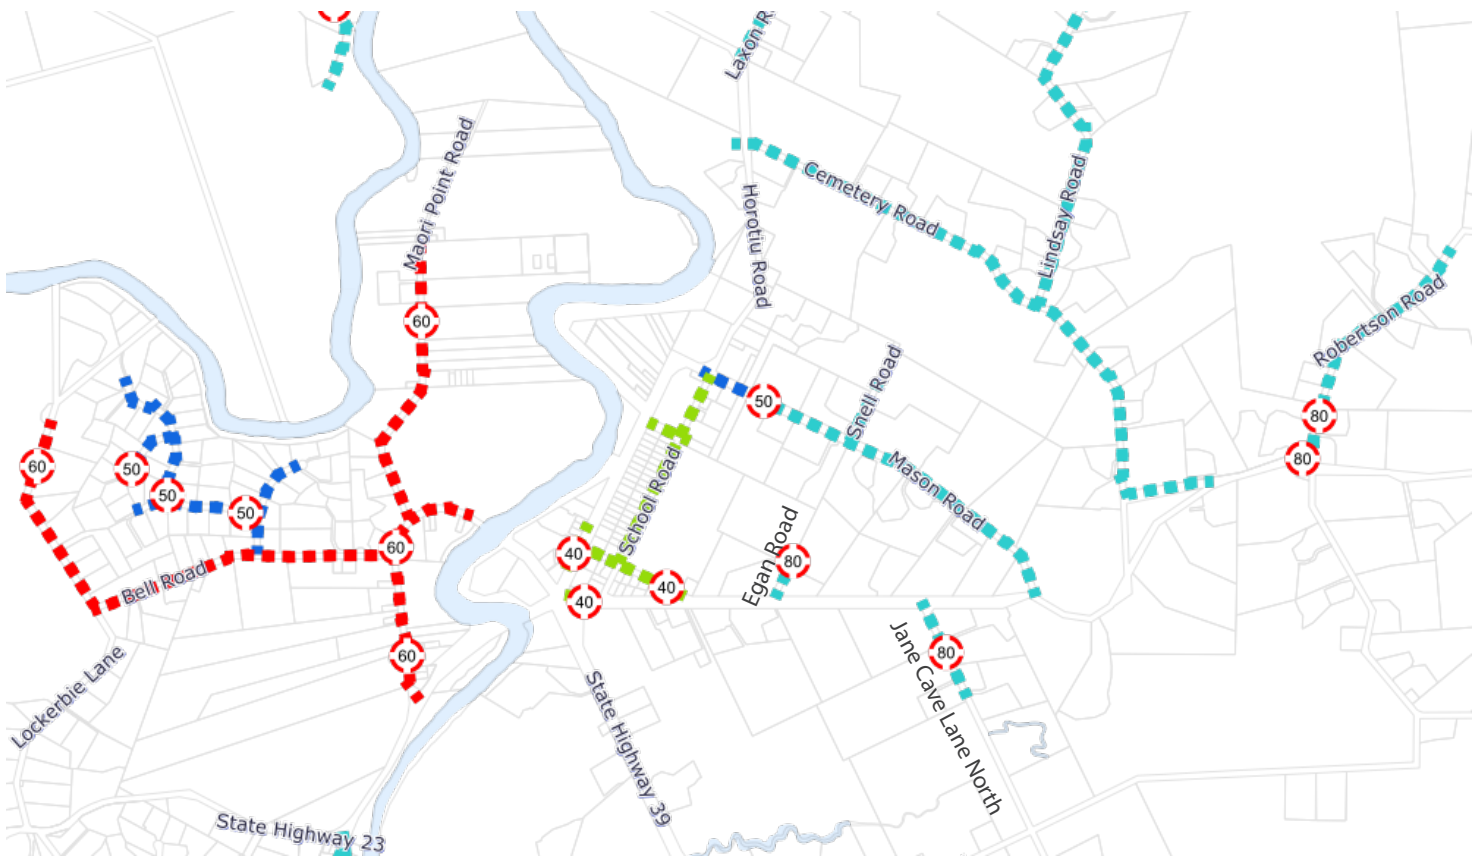 Laxon R
Maori Point Road
Cemetery Road
Lindsay Road
Horotiu Road
Robertson Road
60
Snell Road
50
80
60
50
50
50
School Road
Mason Road
80
Egan Road
60
40
80
40
40
Bell Road
Jane Cave Lane North
80
60
Lockerbie Lane
State Highway 39
State Highway 23